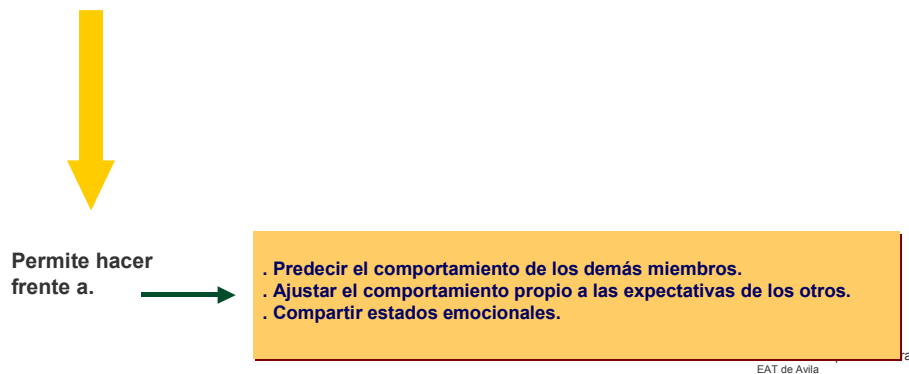 Permite hacer
frente a.
. Predecir el comportamiento de los demás miembros.
. Ajustar el comportamiento propio a las expectativas de los otros.
. Compartir estados emocionales.
EAT de Avila